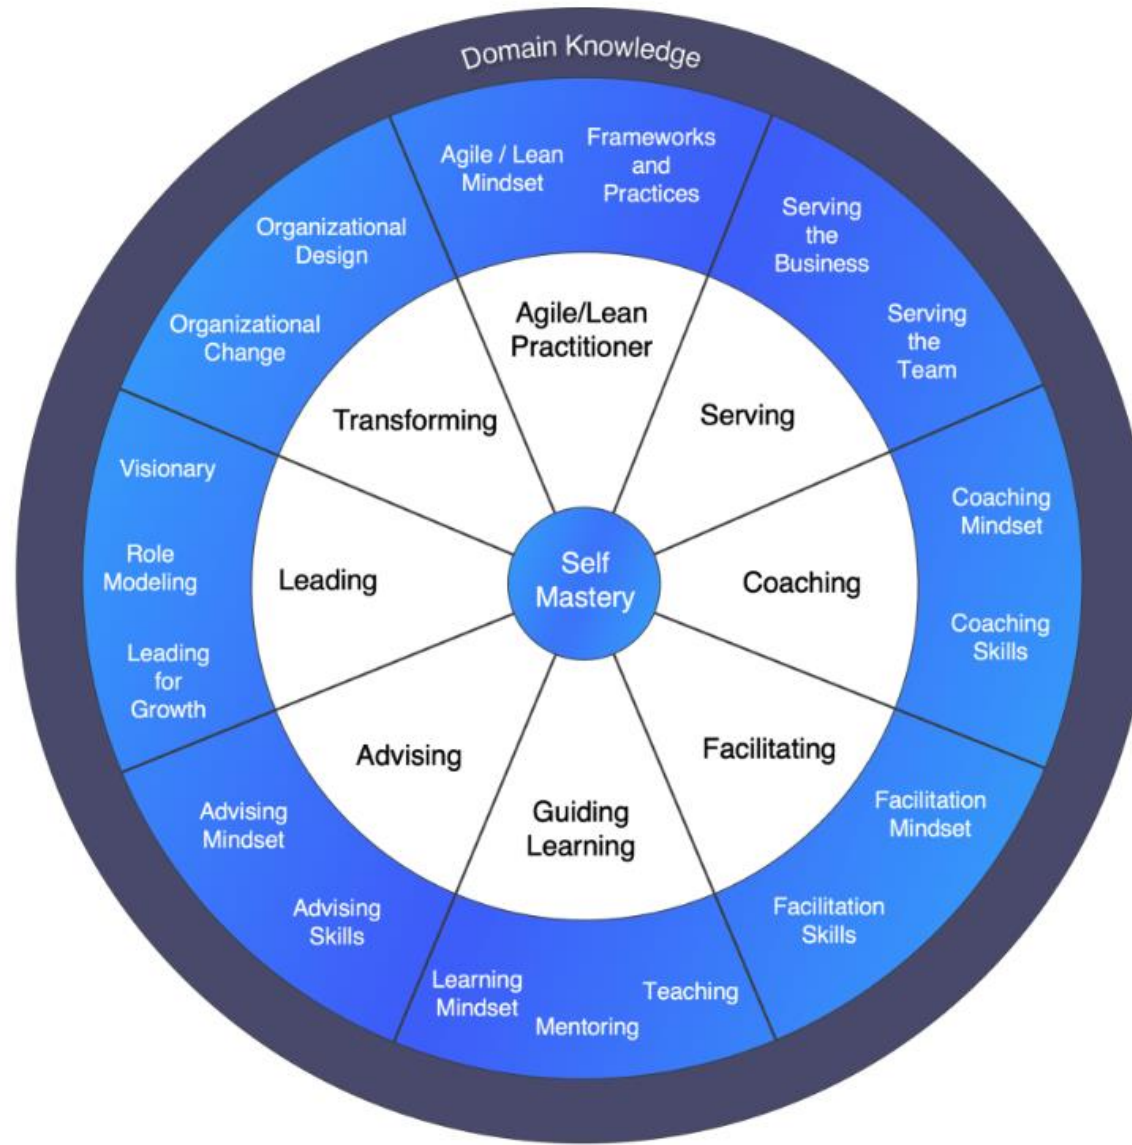 Domain Knowledge
Agile / Lean
Mindset
Frameworks
and
Practices
Serving
the
Business
Serving
the
Team
Coaching
Mindset
Coaching
Skills
Facilitation
Mindset
Facilitation
Skills
Teaching
Mentoring
Learning
Mindset
Advising
Skills
Advising
Mindset
Leading
for
Growth
Role
Modeling
Visionary
Organizational
Change
Organizational
Design
Agile/Lean
Practitioner
Serving
Coaching
Facilitating
Guiding
Learning
Advising
Leading
Transforming
Self
Mastery